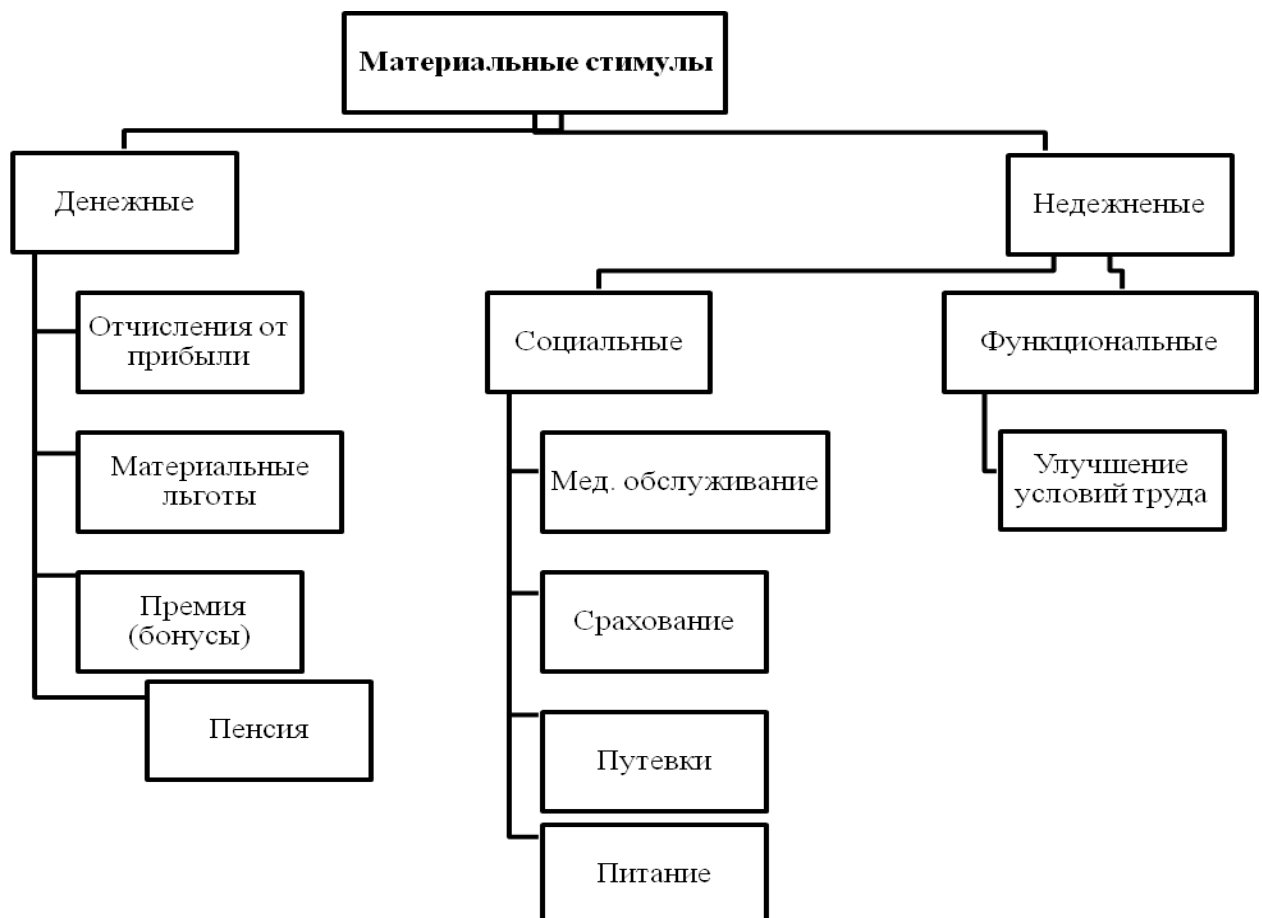 Материальные стимулы
Денежные
Недежненые
Отчисления от
прибыли
Социальные
Функциональные
Материальные
льготы
Мед. обслуживание
Улучшение
условий труда
Премия
(бонусы)
Срахование
Пенсия
Путевки
Питание